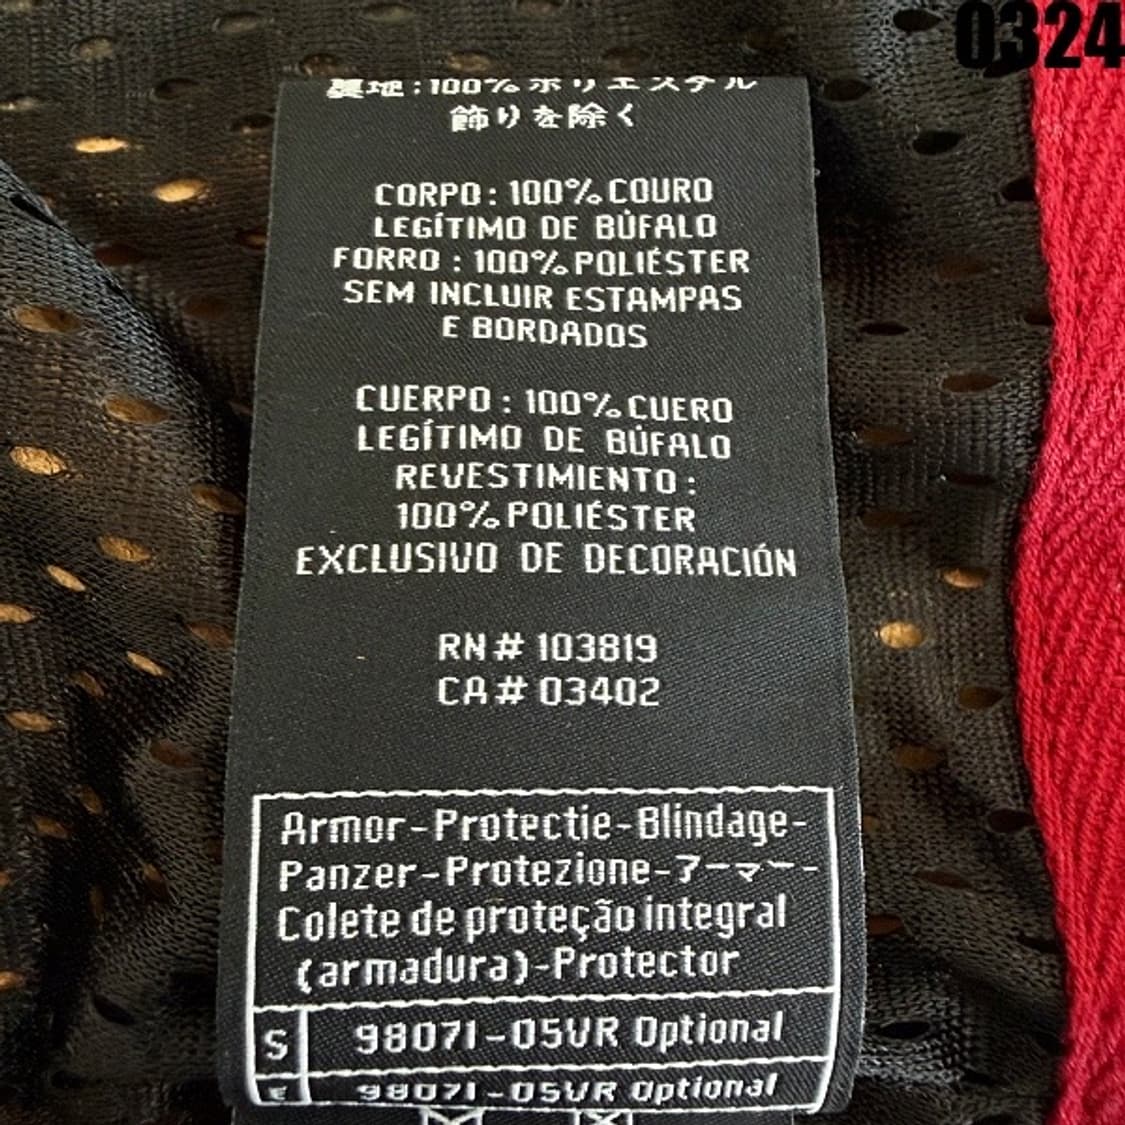 0324
裏地:100%ポリエステル
飾りを除く
CORPO: 100% COURO
LEGÍTIMO DE BÚFALO
FORRO : 100% POLIÉSTER
SEM INCLUIR ESTAMPAS
E BORDADOS
CUERPO : 100% CUERO
LEGÍTIMO DE BÚFALO
REVESTIMIENTO :
100% POLIÉSTER
EXCLUSIVO DE DECORACIÓN
RN# 103819
CA# 03402
Armor-Protectie-Blindage-
Panzer-Protezione-アーマー-
Colete de proteção integral
(armadura)-Protector
S 98071-05VR Optional
E 98071-05VR Optional